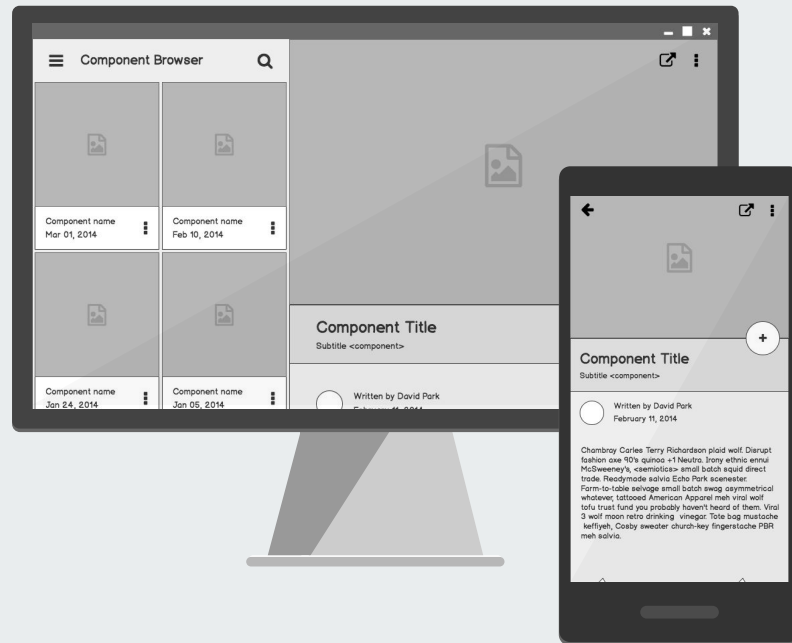 Component Browser
Component name
Mar 01, 2014
Component name
Feb 10, 2014
Component name
Jan 24, 2014
Component name
Jan 05, 2014
Component Title
Subtitle <component>
Written by David Park
February 11, 2014
Component Title
Subtitle <component>
Written by David Park
February 11, 2014
Chambray Carles Terry Richardson plaid wolf. Disrupt
fashion axe 90's quinoa +1 Neutra. Irony ethnic ennui
McSweeney's, <semiotics> small batch squid direct
trade. Readymade salvia Echo Park scenester.
Farm-to-table selvage small batch swag asymmetrical
whatever, tattooed American Apparel meh viral wolf
tofu trust fund you probably haven't heard of them. Viral
3 wolf moon retro drinking vinegar. Tote bag mustache
keffiyeh, Cosby sweater church-key fingerstache PBR
meh salvia.